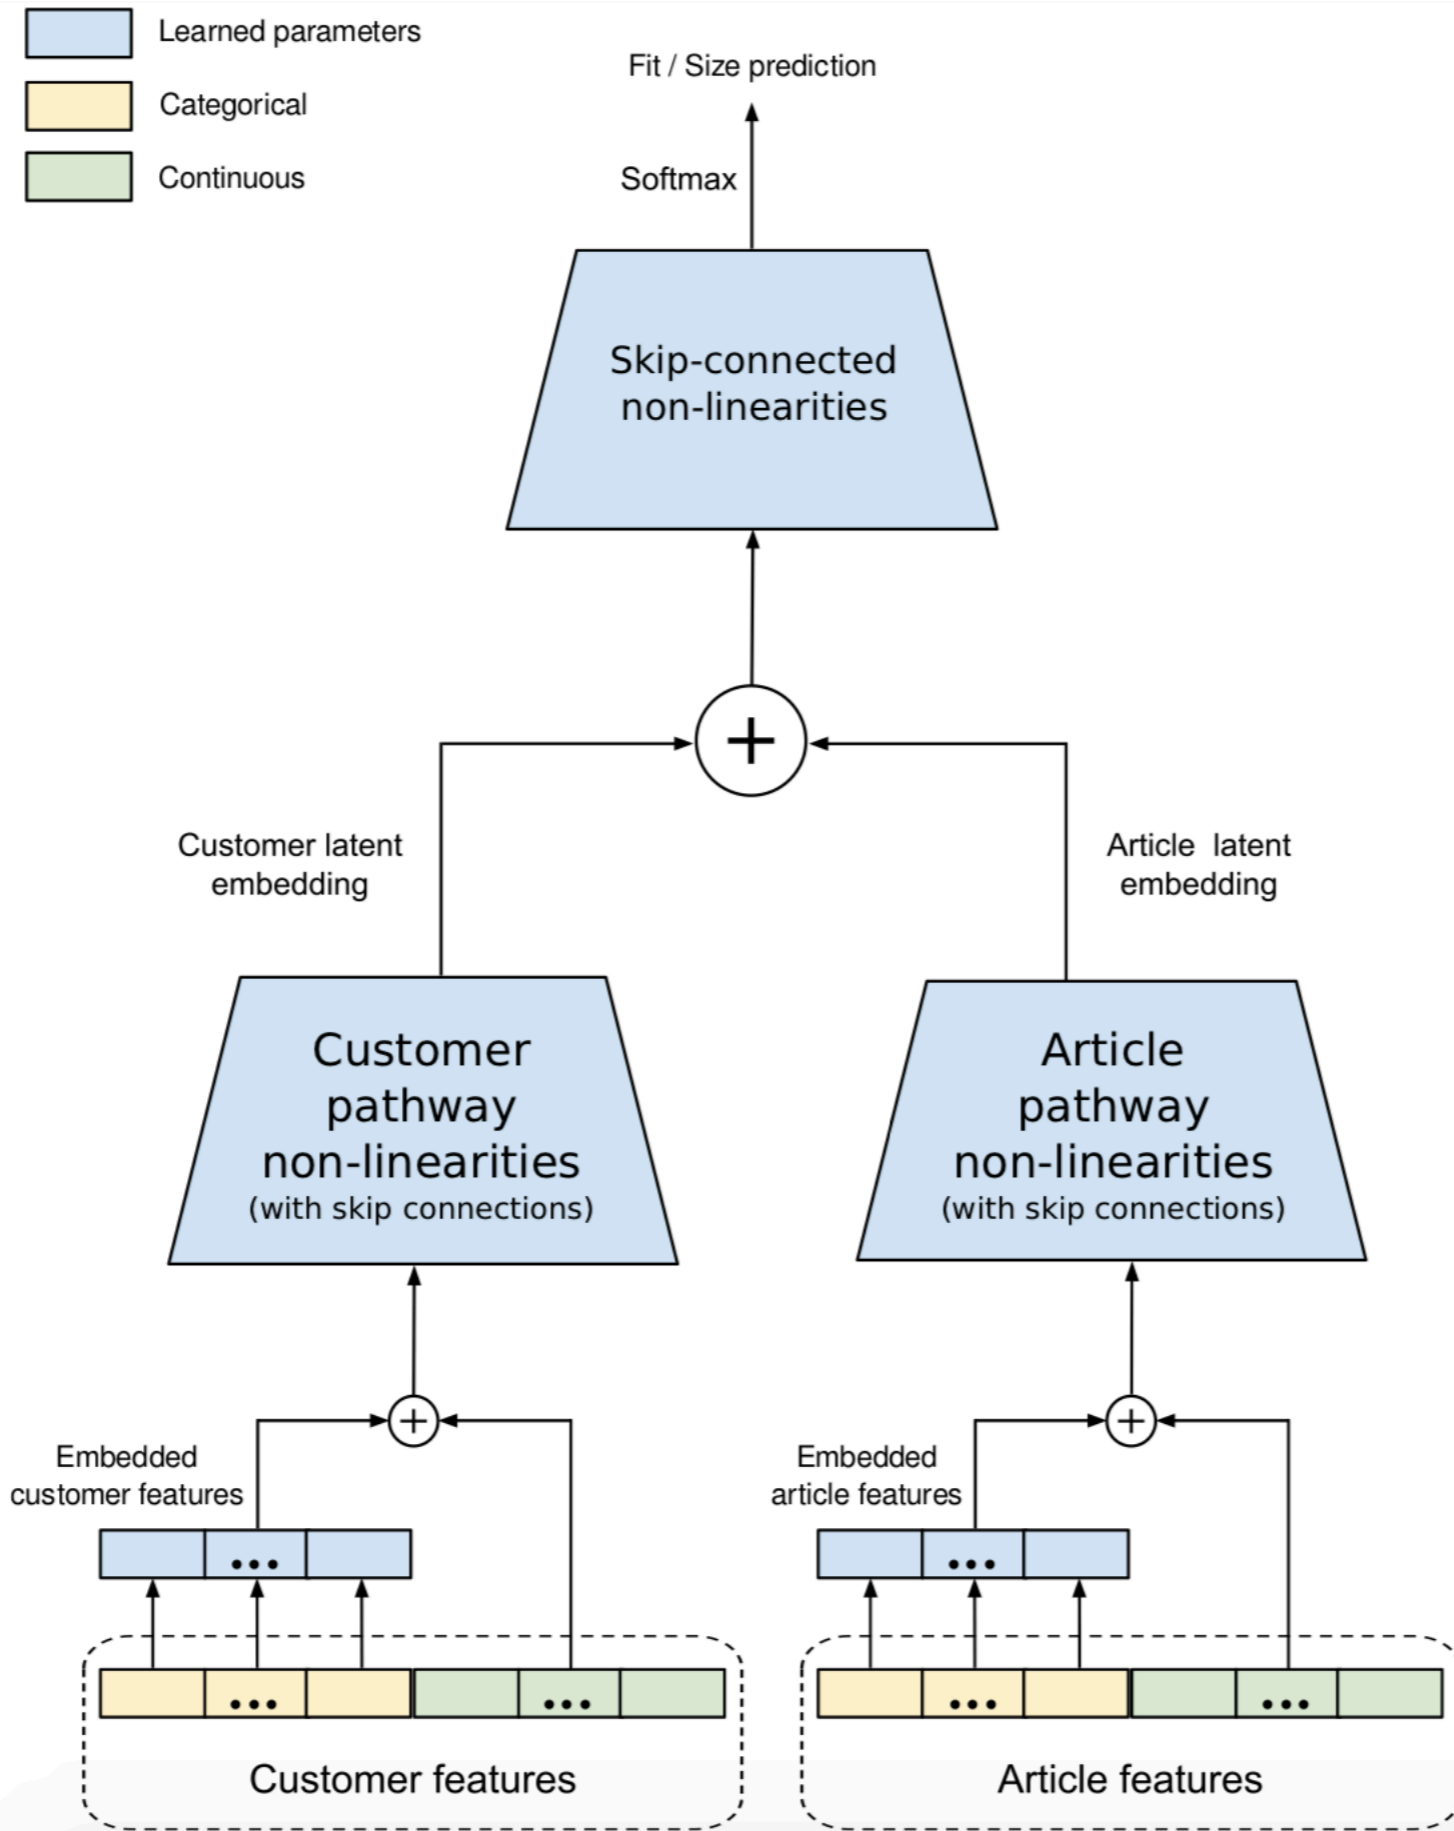 Learned parameters
Categorical
Continuous
Fit / Size prediction
Softmax
Skip-connected
non-linearities
+
Customer latent
embedding
Article latent
embedding
Customer
pathway
non-linearities
(with skip connections)
Article
pathway
non-linearities
(with skip connections)
+
+
Embedded
customer features
Embedded
article features
...
...
...
...
...
...
Customer features
Article features